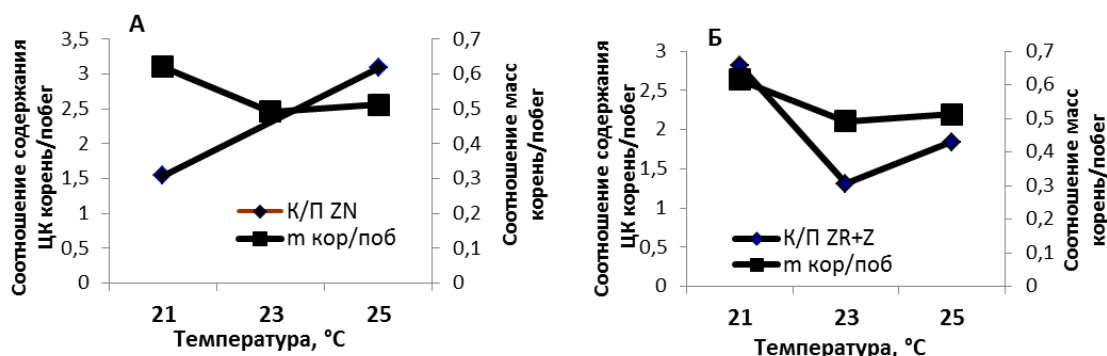 А
Соотношение содержания
ЦК корень/побег
3,5
3
2,5
2
1,5
1
0,5
0
0,7
0,6
0,5
0,4
0,3
0,2
0,1
0
Соотношение масс
корень/побег
К/П ZN
m кор/поб
21 23 25
Температура, °С
Б
Соотношение содержания
ЦК корень/побег
3
2,5
2
1,5
1
0,5
0
0,7
0,6
0,5
0,4
0,3
0,2
0,1
0
Соотношение масс
корень/побег
К/П ZR+Z
m кор/поб
21 23 25
Температура, °С